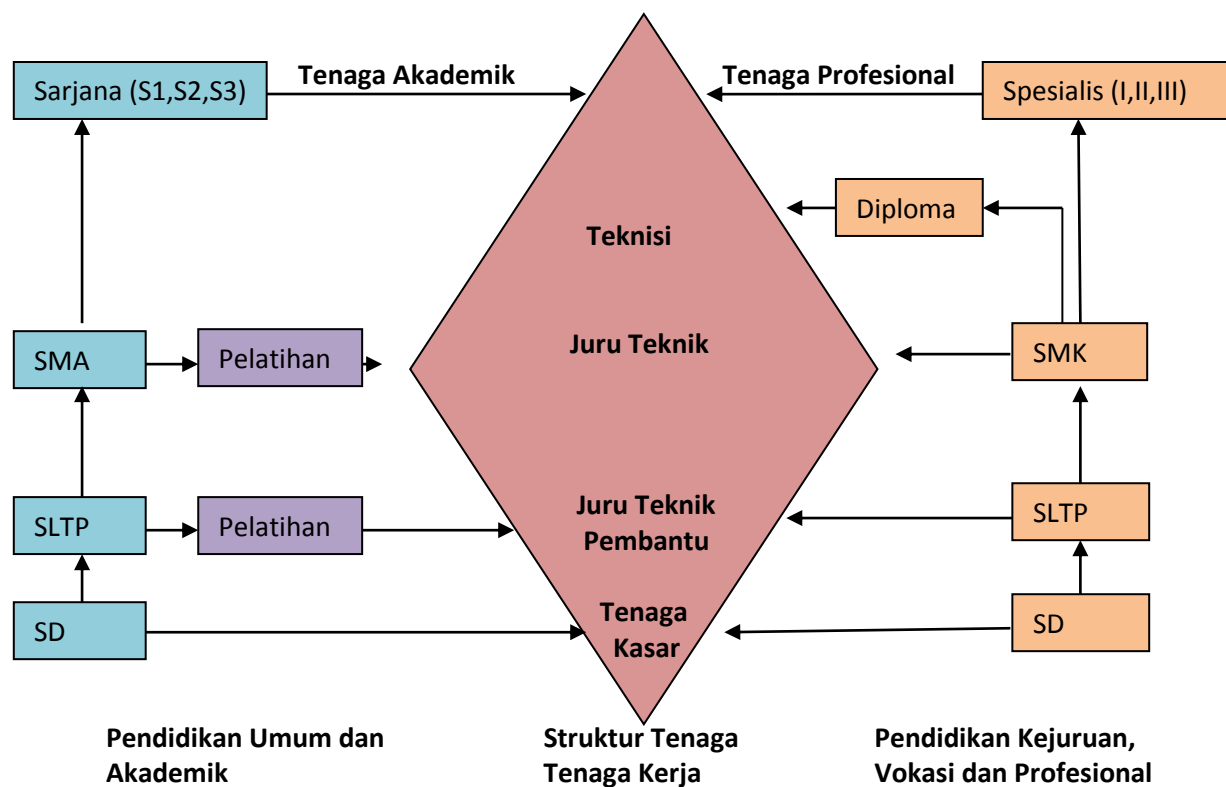 Tenaga Akademik
Tenaga Profesional
Sarjana (S1,S2,S3)
Spesialis (I,II,III)
Diploma
Teknisi
SMA
Pelatihan
Juru Teknik
SMK
SLTP
Pelatihan
Juru Teknik
Pembantu
SLTP
SD
Tenaga
Kasar
SD
Pendidikan Umum dan
Akademik
Struktur Tenaga
Tenaga Kerja
Pendidikan Kejuruan,
Vokasi dan Profesional